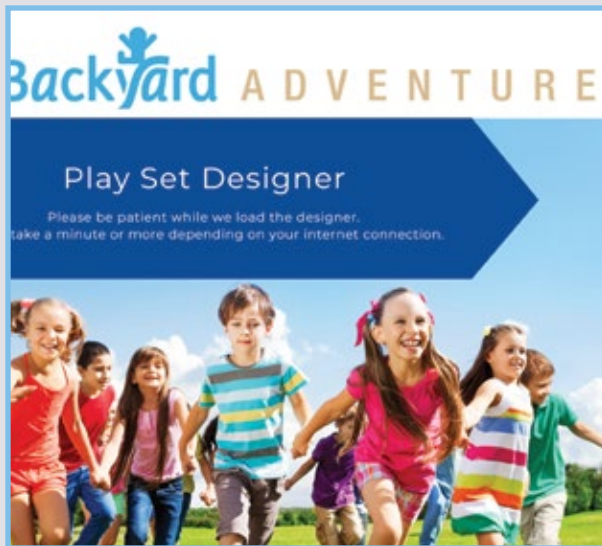 Backyard ADVENTURE
Play Set Designer
Please be patient while we load the designer.
take a minute or more depending on your internet connection.